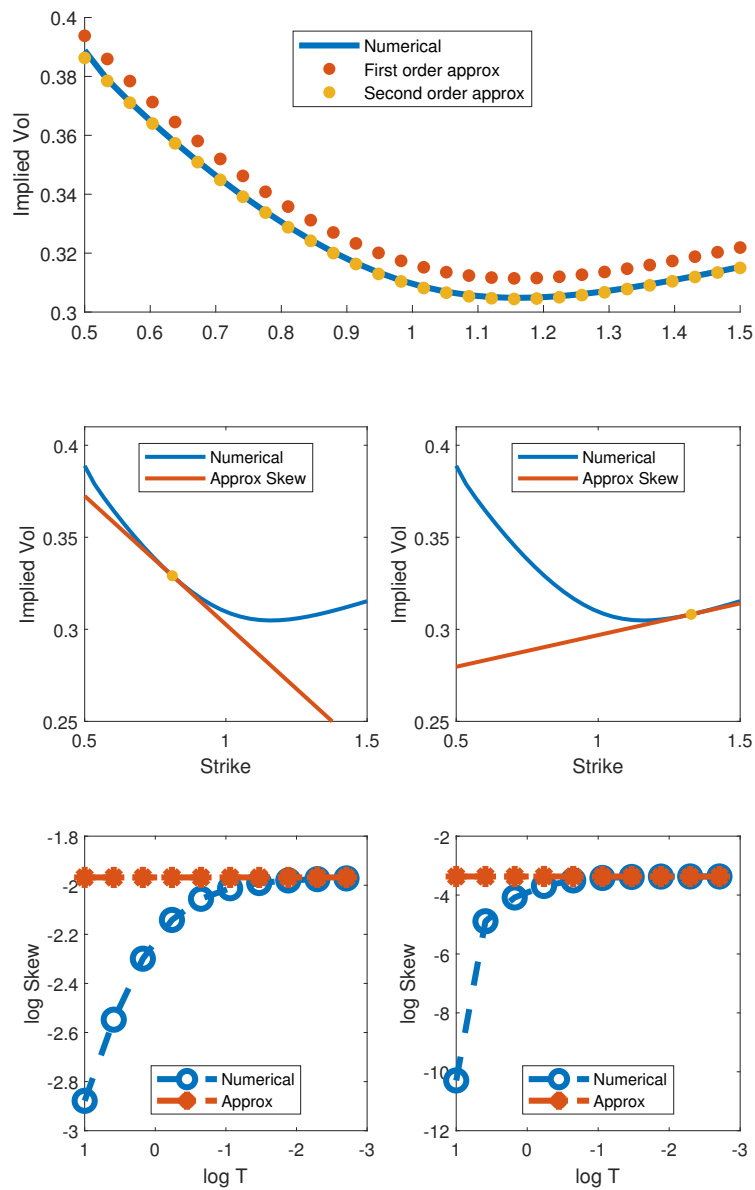 0.4
0.38
0.36
0.34
0.32
0.3
Implied Vol
Numerical
First order approx
Second order approx
0.5 0.6 0.7 0.8 0.9 1 1.1 1.2 1.3 1.4 1.5
0.4
0.35
0.3
0.25
Implied Vol
Numerical
Approx Skew
0.5 1 1.5
Strike
0.4
0.35
0.3
0.25
Implied Vol
Numerical
Approx Skew
0.5 1 1.5
Strike
-1.8
-2
-2.2
-2.4
-2.6
-2.8
-3
log Skew
Numerical
Approx
1 0 -1 -2 -3
log T
-2
-4
-6
-8
-10
-12
log Skew
Numerical
Approx
1 0 -1 -2 -3
log T